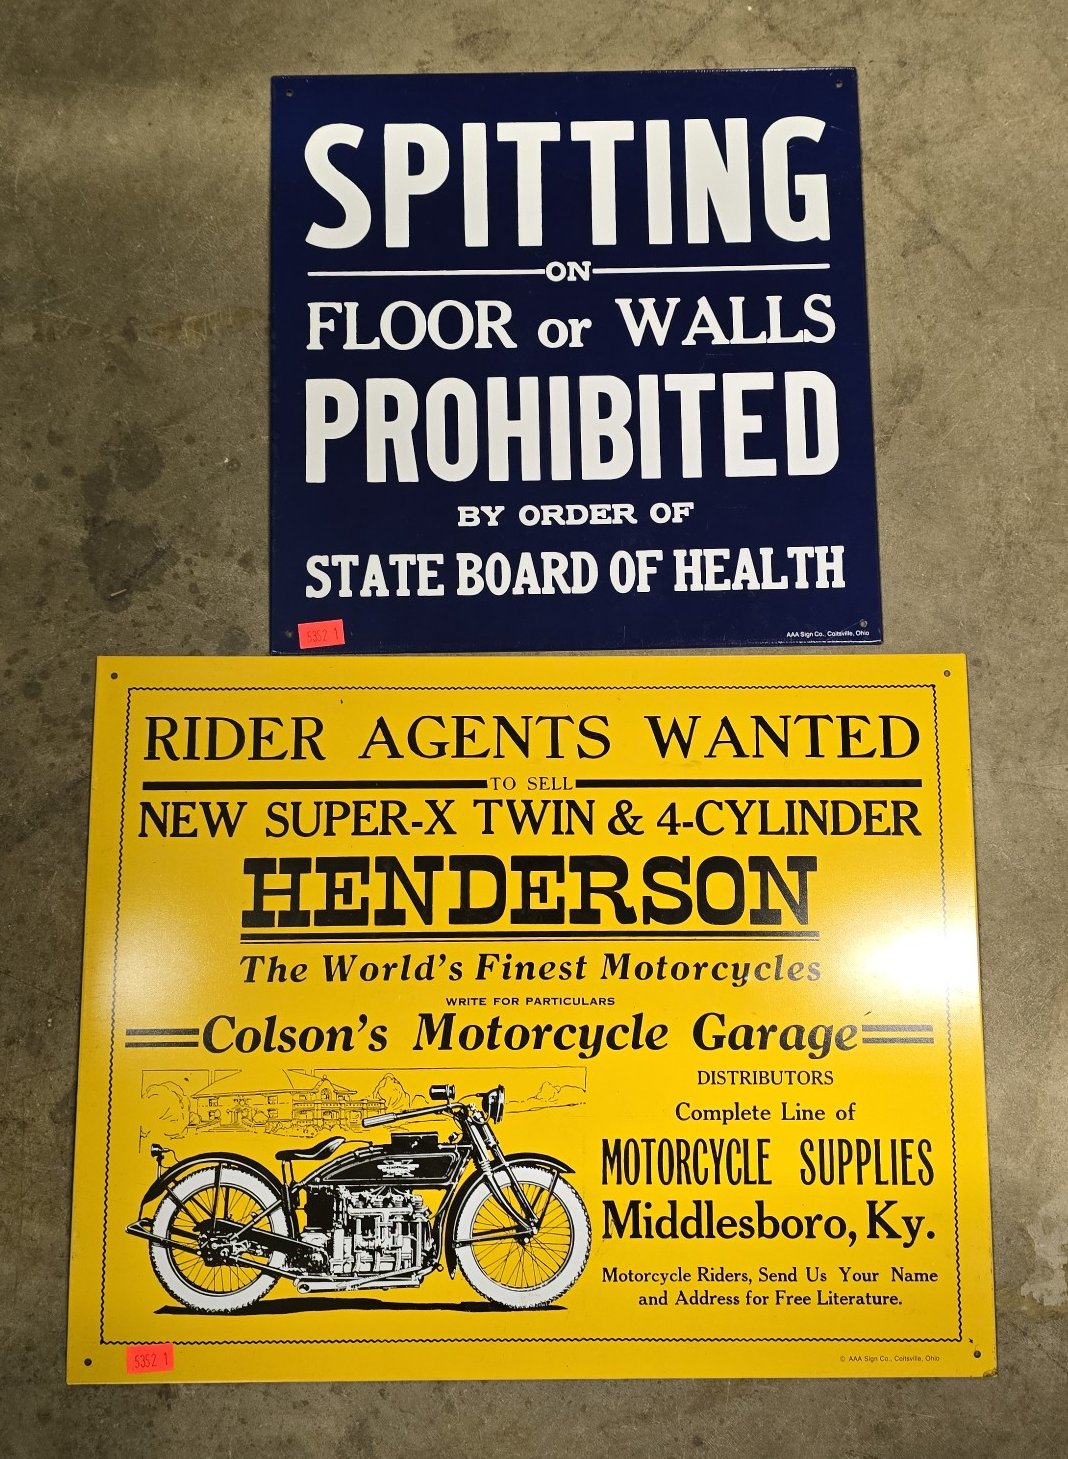 SPITTING
ON
FLOOR or WALLS
PROHIBITED
BY ORDER OF
STATE BOARD OF HEALTH
5352 1
AAA Sign Co., Coitsville, Ohio
RIDER AGENTS WANTED
TO SELL
NEW SUPER-X TWIN & 4-CYLINDER
HENDERSON
The World's Finest Motorcycles
WRITE FOR PARTICULARS
Colson's Motorcycle Garage
DISTRIBUTORS
Complete Line of
MOTORCYCLE SUPPLIES
Middlesboro, Ky.
Motorcycle Riders, Send Us Your Name
and Address for Free Literature.
5352 1
© AAA Sign Co., Coitsville, Ohio